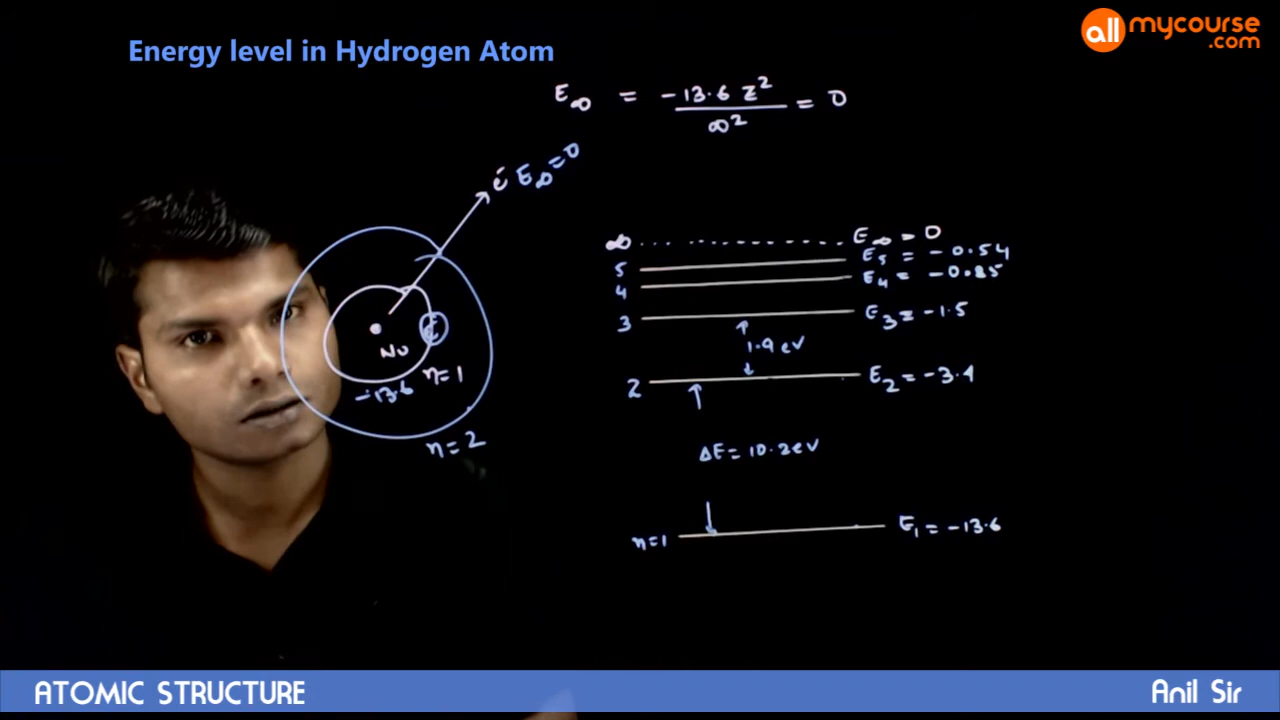 Energy level in Hydrogen Atom
all mycourse
.com
E∞ = -13.6 z² / ∞² = 0
e⁻ E∞ = 0
∞ E∞ = 0
5 E₅ = -0.54
4 E₄ = -0.85
3 E₃ = -1.5
1.9 eV
2 E₂ = -3.4
ΔE = 10.2 eV
n=1 E₁ = -13.6
Nu
-13.6 n=1
n=2
ATOMIC STRUCTURE
Anil Sir